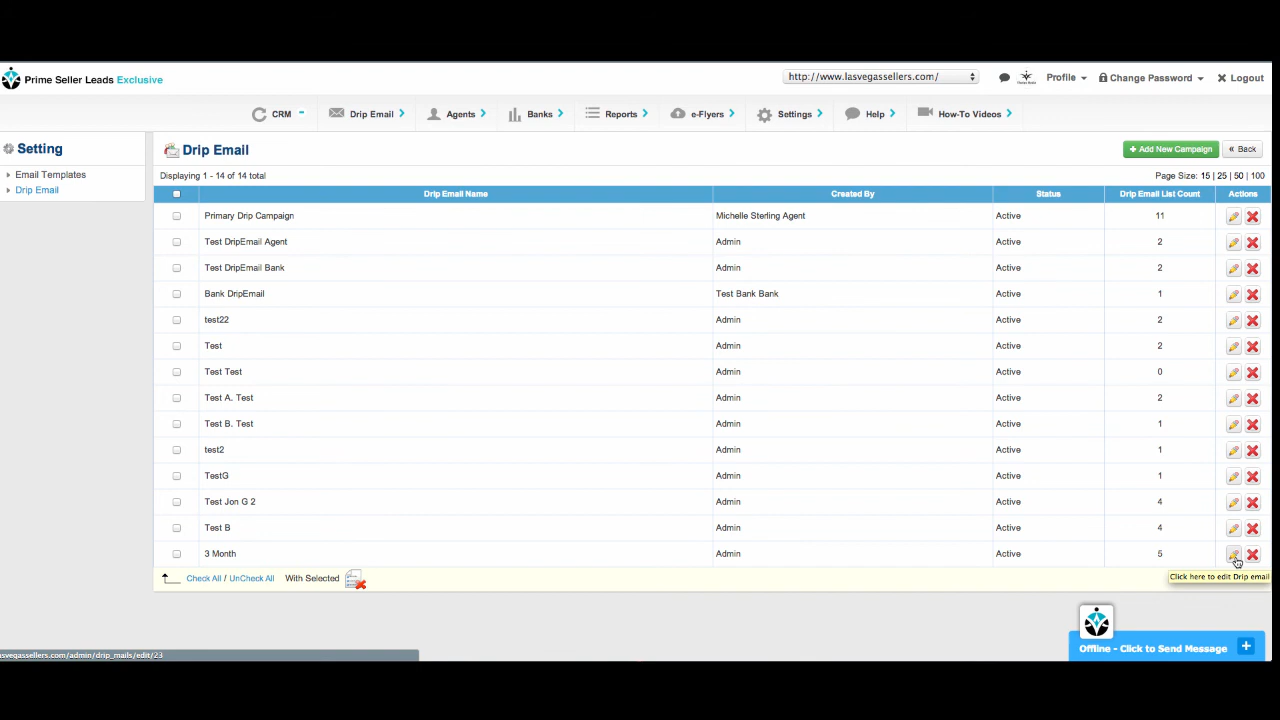 Prime Seller Leads Exclusive
http://www.lasvegassellers.com/
Profile
Change Password
Logout
CRM
Drip Email
Agents
Banks
Reports
e-Flyers
Settings
Help
How-To Videos
Setting
Email Templates
Drip Email
Drip Email
+ Add New Campaign
« Back
Displaying 1 - 14 of 14 total
Page Size: 15 | 25 | 50 | 100
Drip Email Name Created By Status Drip Email List Count Actions
Primary Drip Campaign Michelle Sterling Agent Active 11
Test DripEmail Agent Admin Active 2
Test DripEmail Bank Admin Active 2
Bank DripEmail Test Bank Bank Active 1
test22 Admin Active 2
Test Admin Active 2
Test Test Admin Active 0
Test A. Test Admin Active 2
Test B. Test Admin Active 1
test2 Admin Active 1
TestG Admin Active 1
Test Jon G 2 Admin Active 4
Test B Admin Active 4
3 Month Admin Active 5
Check All / UnCheck All With Selected
Click here to edit Drip email
Offline - Click to Send Message +
asvegassellers.com/admin/drip_mails/edit/23